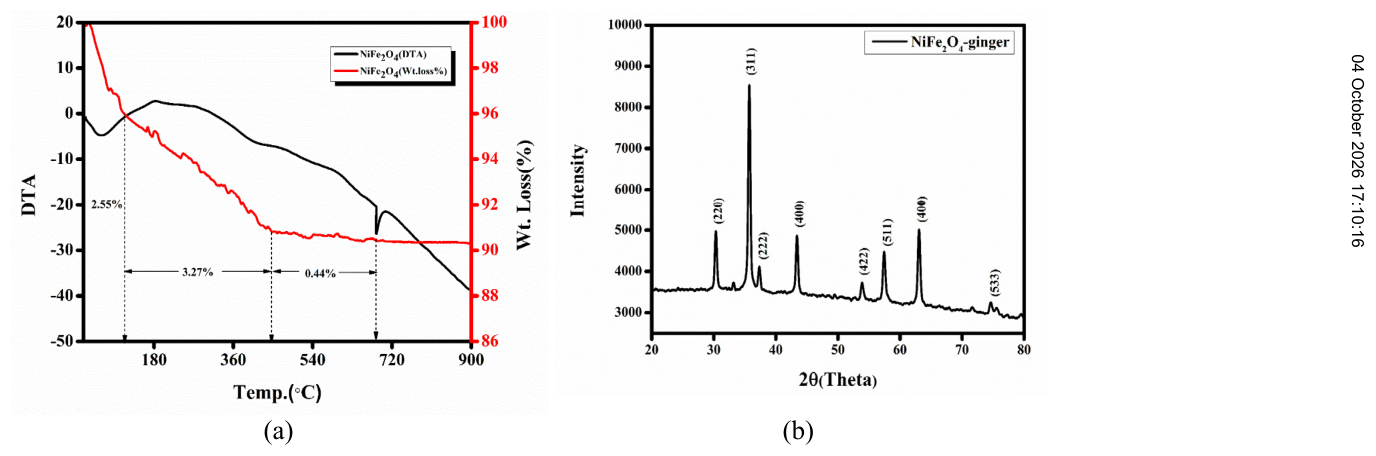 20
10
0
-10
-20
-30
-40
-50
DTA
100
98
96
94
92
90
88
86
Wt. Loss(%)
NiFe2O4(DTA)
NiFe2O4(Wt.loss%)
2.55%
3.27%
0.44%
180 360 540 720 900
Temp.(°C)
(a)
10000
9000
8000
7000
6000
5000
4000
3000
Intensity
NiFe2O4-ginger
(220)
(311)
(222)
(400)
(422)
(511)
(400)
(533)
20 30 40 50 60 70 80
2θ(Theta)
(b)
04 October 2026 17:10:16